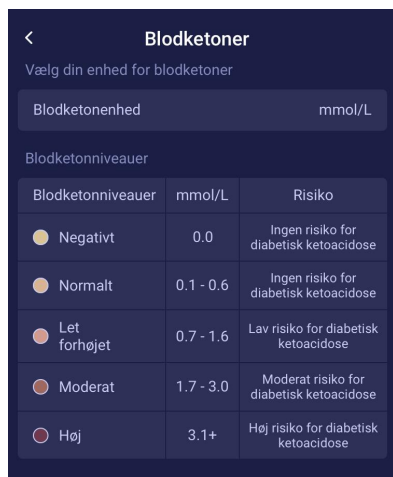 Blodketoner
Vælg din enhed for blodketoner
Blodketonenhed mmol/L
Blodketonniveauer
Blodketonniveauer mmol/L Risiko
Negativt 0.0 Ingen risiko for
diabetisk ketoacidose
Normalt 0.1 - 0.6 Ingen risiko for
diabetisk ketoacidose
Let
forhøjet 0.7 - 1.6 Lav risiko for diabetisk
ketoacidose
Moderat 1.7 - 3.0 Moderat risiko for
diabetisk ketoacidose
Høj 3.1+ Høj risiko for diabetisk
ketoacidose